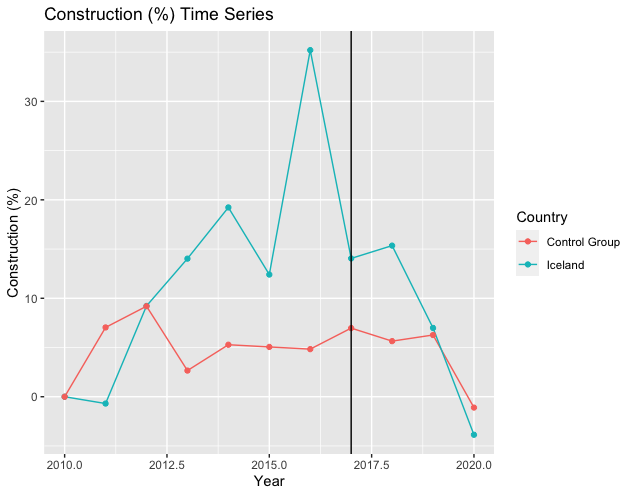 Construction (%) Time Series
Construction (%)
30
20
10
0
2010.0 2012.5 2015.0 2017.5 2020.0
Year
Country
Control Group
Iceland